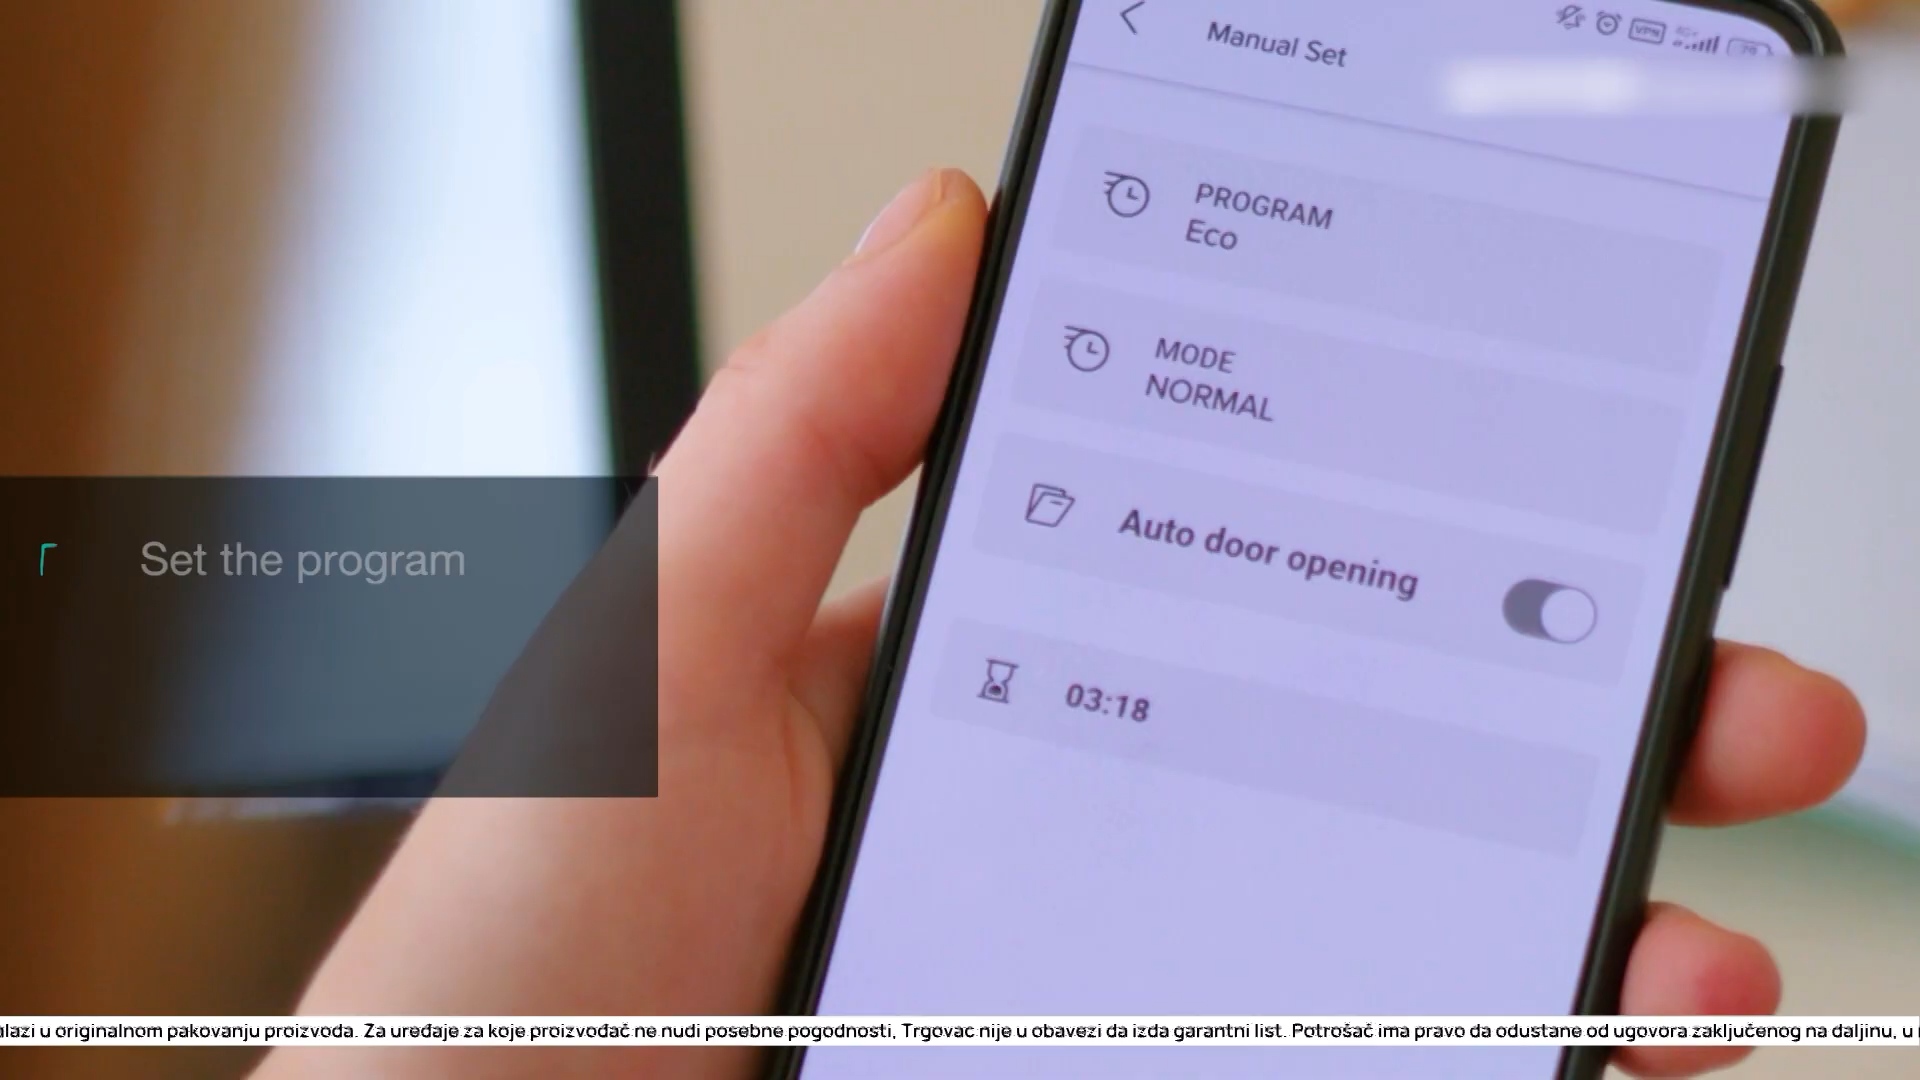 Manual Set
VPN
PROGRAM
Eco
MODE
NORMAL
Auto door opening
03:18
Set the program
originalnom pakovanju proizvoda. Za uređaje za koje proizvođač ne nudi posebne pogodnosti, Trgovac nije u obavezi da izda garantni list. Potrošač ima pravo da odustane od ugovora zaključenog na daljinu, u